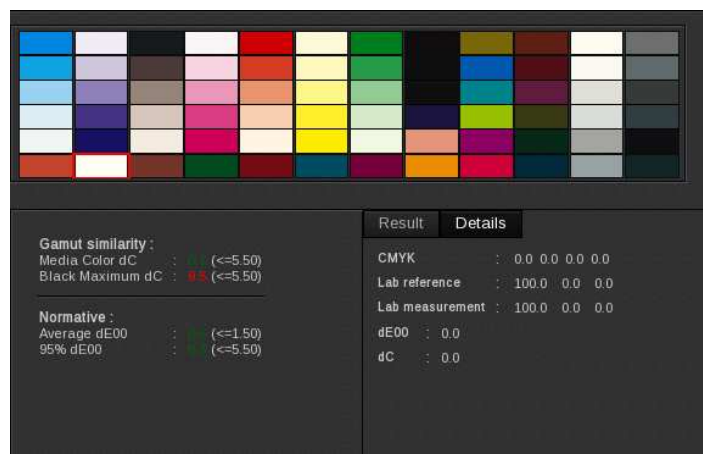 Gamut similarity :
Media Color dC : (<=5.50)
Black Maximum dC : (<=5.50)
Normative :
Average dE00 : (<=1.50)
95% dE00 : (<=5.50)
Result Details
CMYK : 0.0 0.0 0.0 0.0
Lab reference : 100.0 0.0 0.0
Lab measurement : 100.0 0.0 0.0
dE00 : 0.0
dC : 0.0